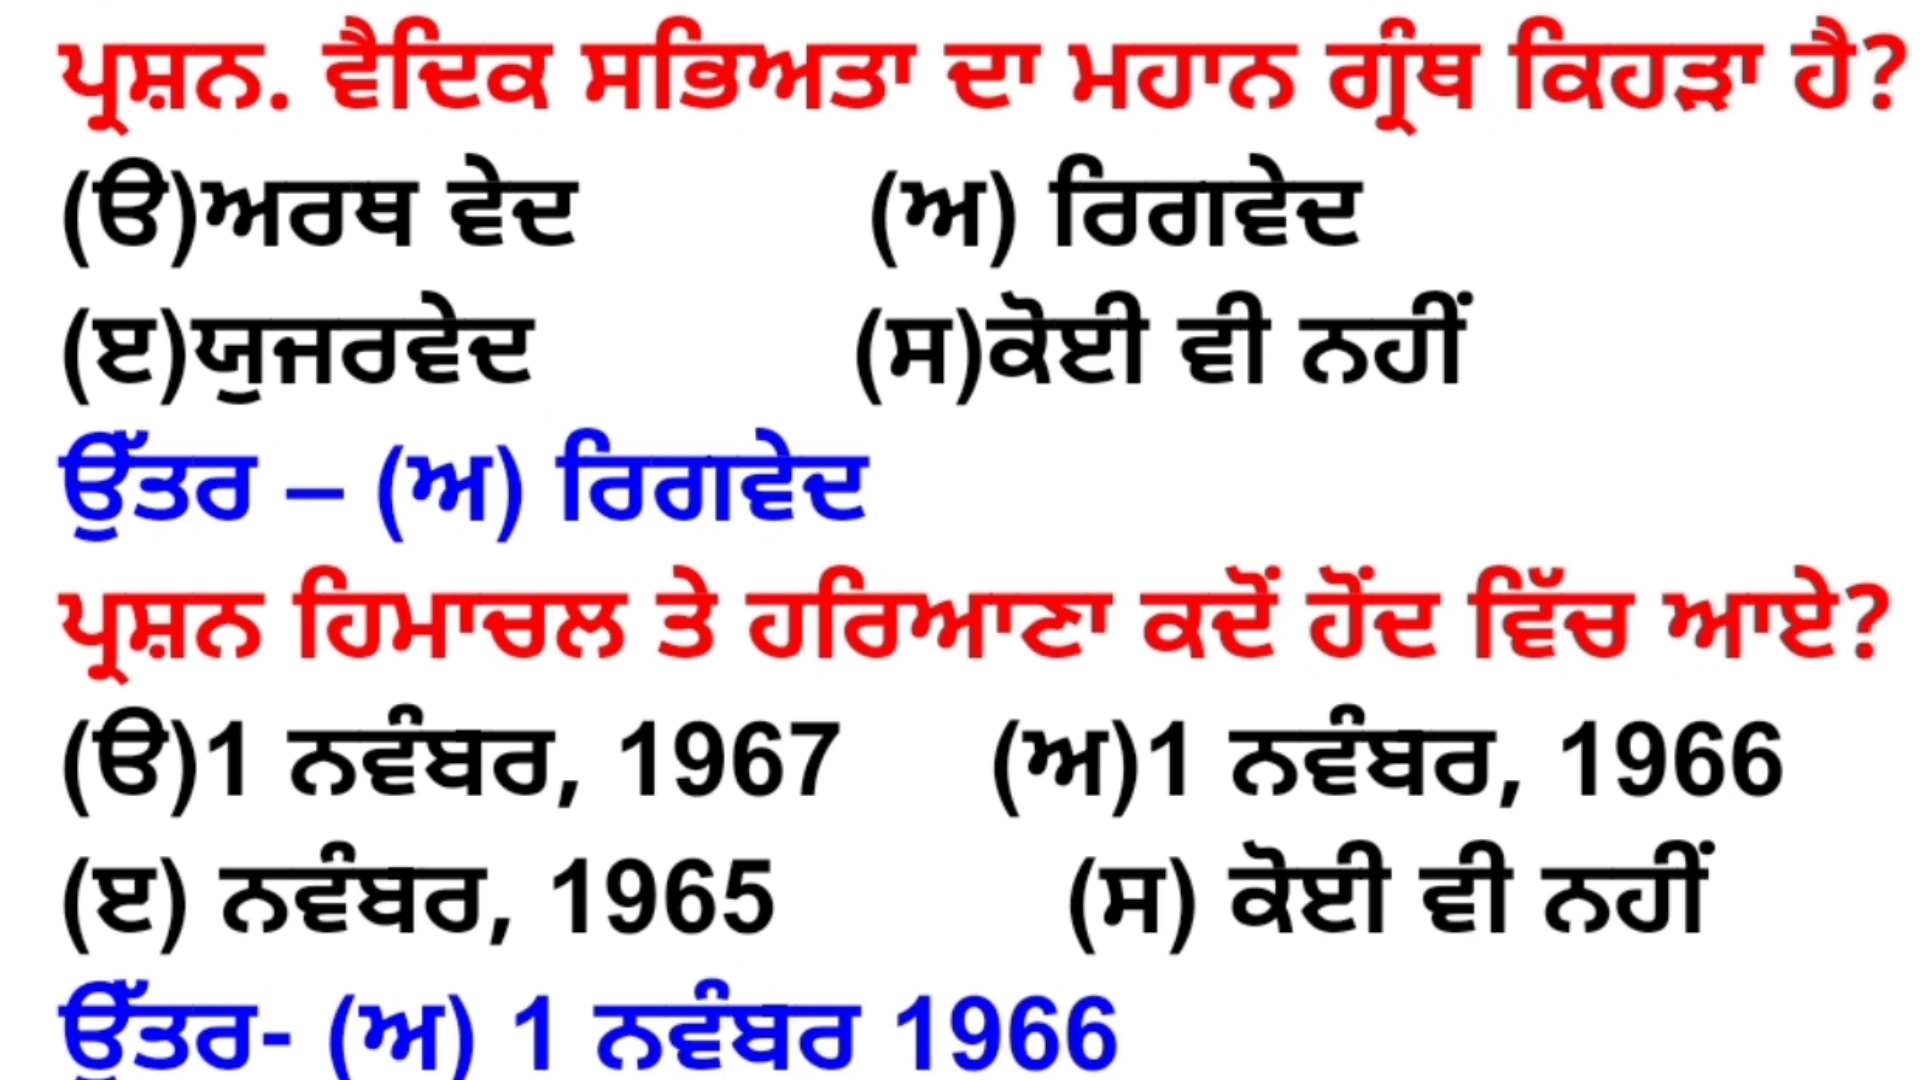 ਪ੍ਰਸ਼ਨ. ਵੈਦਿਕ ਸਭਿਅਤਾ ਦਾ ਮਹਾਨ ਗ੍ਰੰਥ ਕਿਹੜਾ ਹੈ?
(ੳ)ਅਰਥ ਵੇਦ (ਅ) ਰਿਗਵੇਦ
(ੲ)ਯੁਜਰਵੇਦ (ਸ)ਕੋਈ ਵੀ ਨਹੀਂ
ਉੱਤਰ – (ਅ) ਰਿਗਵੇਦ
ਪ੍ਰਸ਼ਨ ਹਿਮਾਚਲ ਤੇ ਹਰਿਆਣਾ ਕਦੋਂ ਹੋਂਦ ਵਿੱਚ ਆਏ?
(ੳ)1 ਨਵੰਬਰ, 1967 (ਅ)1 ਨਵੰਬਰ, 1966
(ੲ) ਨਵੰਬਰ, 1965 (ਸ) ਕੋਈ ਵੀ ਨਹੀਂ
ਉੱਤਰ- (ਅ) 1 ਨਵੰਬਰ 1966